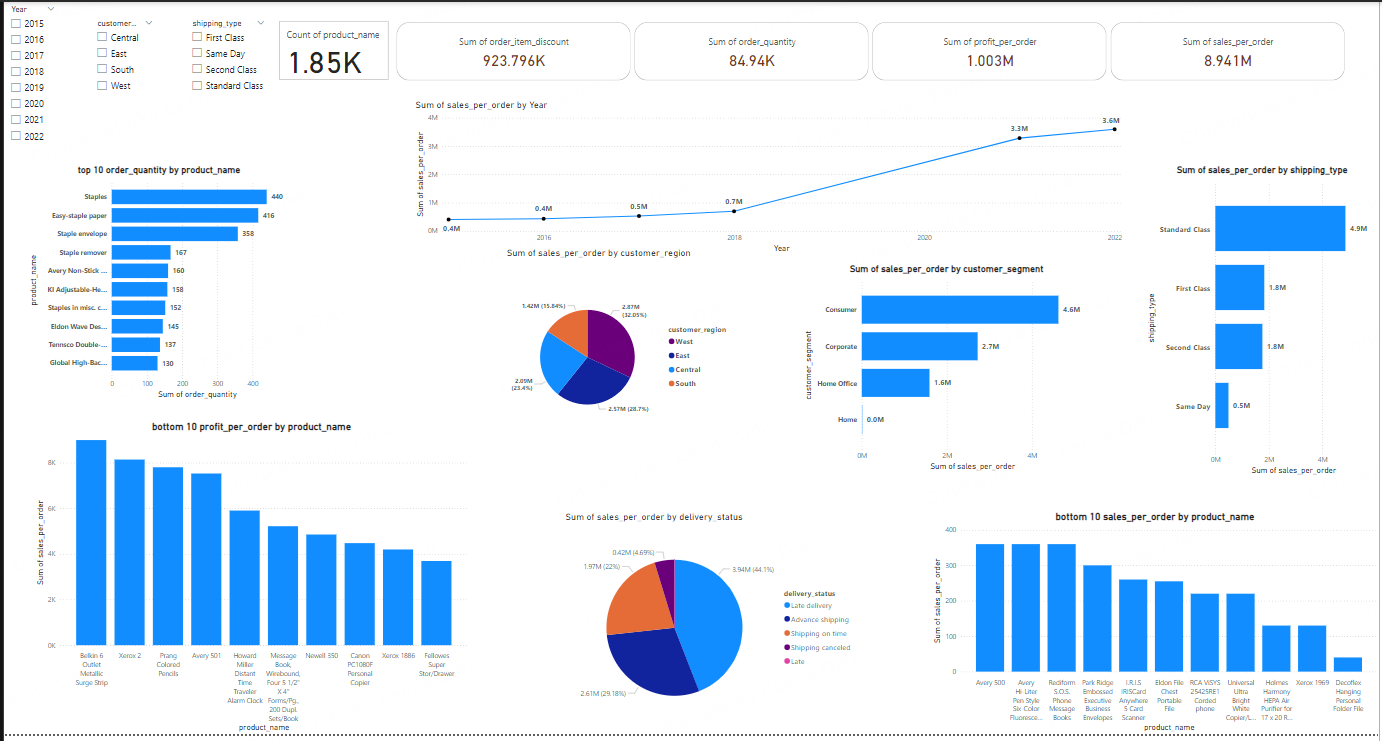 Year
2015
2016
2017
2018
2019
2020
2021
2022
customer...
Central
East
South
West
shipping_type
First Class
Same Day
Second Class
Standard Class
Count of product_name
1.85K
Sum of order_item_discount
923.796K
Sum of order_quantity
84.94K
Sum of profit_per_order
1.003M
Sum of sales_per_order
8.941M
Sum of sales_per_order by Year
Sum of sales_per_order
4M
3M
2M
1M
0M
0.4M
0.4M
0.5M
0.7M
3.3M
3.6M
2016
2018
2020
2022
Year
top 10 order_quantity by product_name
product_name
Staples
440
Easy-staple paper
416
Staple envelope
358
Staple remover
167
Avery Non-Stick ...
160
KI Adjustable-He...
158
Staples in misc. c...
152
Eldon Wave Des...
145
Tennsco Double-...
137
Global High-Bac...
130
0
100
200
300
400
Sum of order_quantity
Sum of sales_per_order by customer_region
1.42M (15.84%)
2.87M
(32.05%)
2.09M
(23.4%)
2.57M (28.7%)
customer_region
West
East
Central
South
Sum of sales_per_order by customer_segment
customer_segment
Consumer
4.6M
Corporate
2.7M
Home Office
1.6M
Home
0.0M
0M
2M
4M
Sum of sales_per_order
Sum of sales_per_order by shipping_type
shipping_type
Standard Class
4.9M
First Class
1.8M
Second Class
1.8M
Same Day
0.5M
0M
2M
4M
Sum of sales_per_order
bottom 10 profit_per_order by product_name
Sum of sales_per_order
8K
6K
4K
2K
0K
Belkin 6
Outlet
Metallic
Surge Strip
Xerox 2
Prang
Colored
Pencils
Avery 501
Howard
Miller
Distant
Time
Traveler
Alarm Clock
Message
Book,
Wirebound,
Four 5 1/2"
X 4"
Forms/Pg.,
200 Dupl.
Sets/Book
Newell 350
Canon
PC1080F
Personal
Copier
Xerox 1886
Fellowes
Super
Stor/Drawer
product_name
Sum of sales_per_order by delivery_status
0.42M (4.69%)
1.97M (22%)
3.94M (44.1%)
2.61M (29.18%)
delivery_status
Late delivery
Advance shipping
Shipping on time
Shipping canceled
Late
bottom 10 sales_per_order by product_name
Sum of sales_per_order
400
300
200
100
0
Avery 500
Avery
Hi-Liter
Pen Style
Six-Color
Fluoresce...
Rediform
S.O.S.
Phone
Message
Books
Park Ridge
Embossed
Executive
Business
Envelopes
I.R.I.S
IRISCard
Anywhere
5 Card
Scanner
Eldon File
Chest
Portable
File
RCA ViSYS
25425RE1
Corded
phone
Universal
Ultra
Bright
White
Copier/L...
Holmes
Harmony
HEPA Air
Purifier for
17 x 20 R...
Xerox 1969
Decoflex
Hanging
Personal
Folder File
product_name